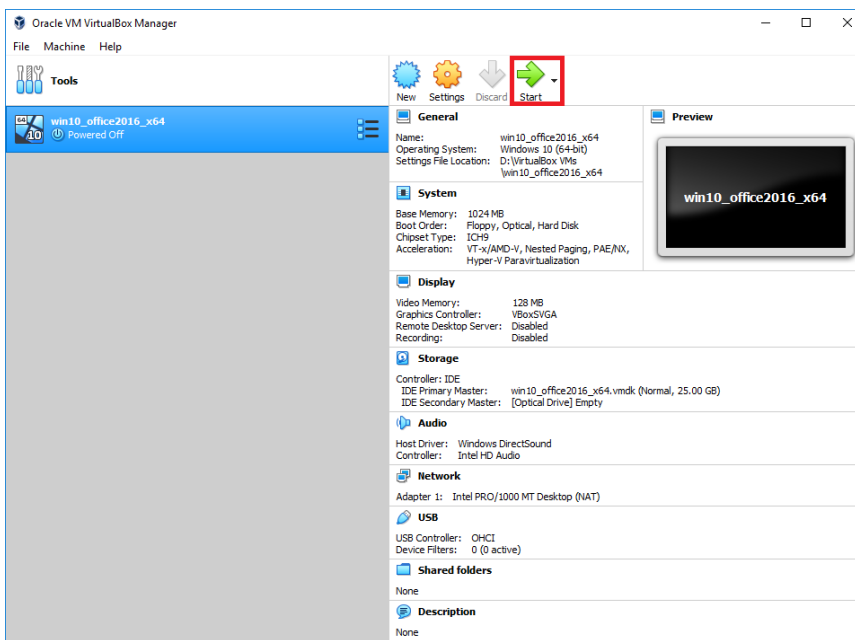 Oracle VM VirtualBox Manager
File Machine Help
Tools
New Settings Discard Start
64
10
win10_office2016_x64
Powered Off
General
Name: win10_office2016_x64
Operating System: Windows 10 (64-bit)
Settings File Location: D:\VirtualBox VMs
\win10_office2016_x64
Preview
win10_office2016_x64
System
Base Memory: 1024 MB
Boot Order: Floppy, Optical, Hard Disk
Chipset Type: ICH9
Acceleration: VT-x/AMD-V, Nested Paging, PAE/NX,
Hyper-V Paravirtualization
Display
Video Memory: 128 MB
Graphics Controller: VBoxSVGA
Remote Desktop Server: Disabled
Recording: Disabled
Storage
Controller: IDE
IDE Primary Master: win10_office2016_x64.vmdk (Normal, 25.00 GB)
IDE Secondary Master: [Optical Drive] Empty
Audio
Host Driver: Windows DirectSound
Controller: Intel HD Audio
Network
Adapter 1: Intel PRO/1000 MT Desktop (NAT)
USB
USB Controller: OHCI
Device Filters: 0 (0 active)
Shared folders
None
Description
None